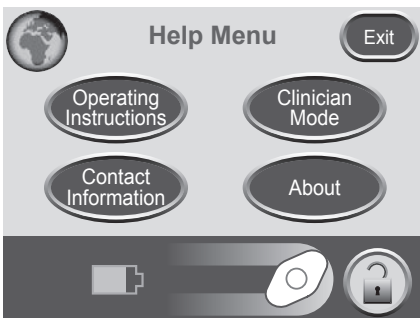 Help Menu
Exit
Operating
Instructions
Clinician
Mode
Contact
Information
About